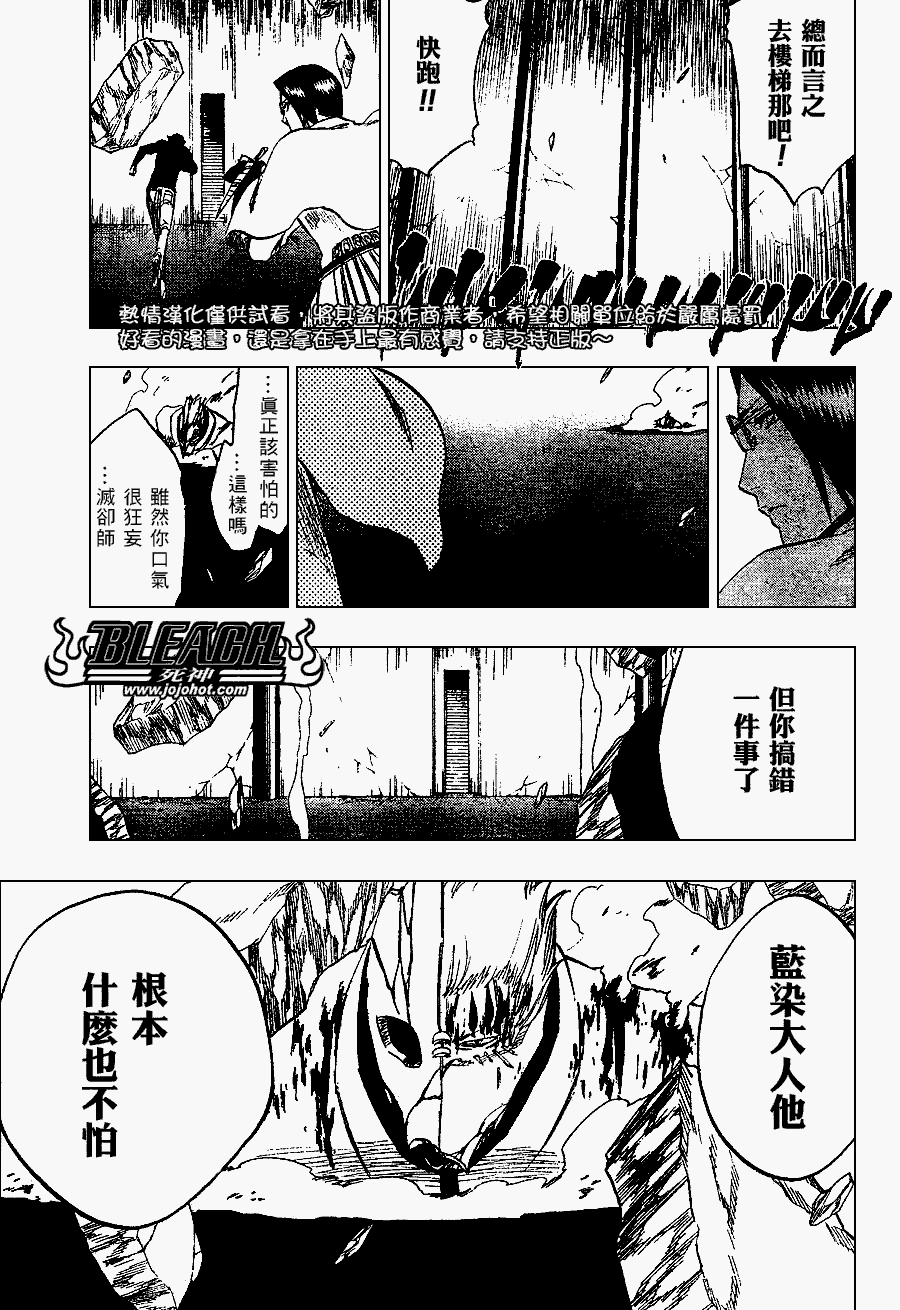 總而言之
去樓梯那吧！
快跑！！
熱情漢化僅供試看，將其盜版作商業者，希望相關單位給於嚴厲處罰
好看的漫畫，還是拿在手上最有感覺，請支持正版～
…真正該害怕的
…這樣嗎
雖然你口氣
很狂妄
…滅卻師
BLEACH
死神
www.jojohot.com
但你搞錯
一件事了
藍染大人他
根本
什麼也不怕